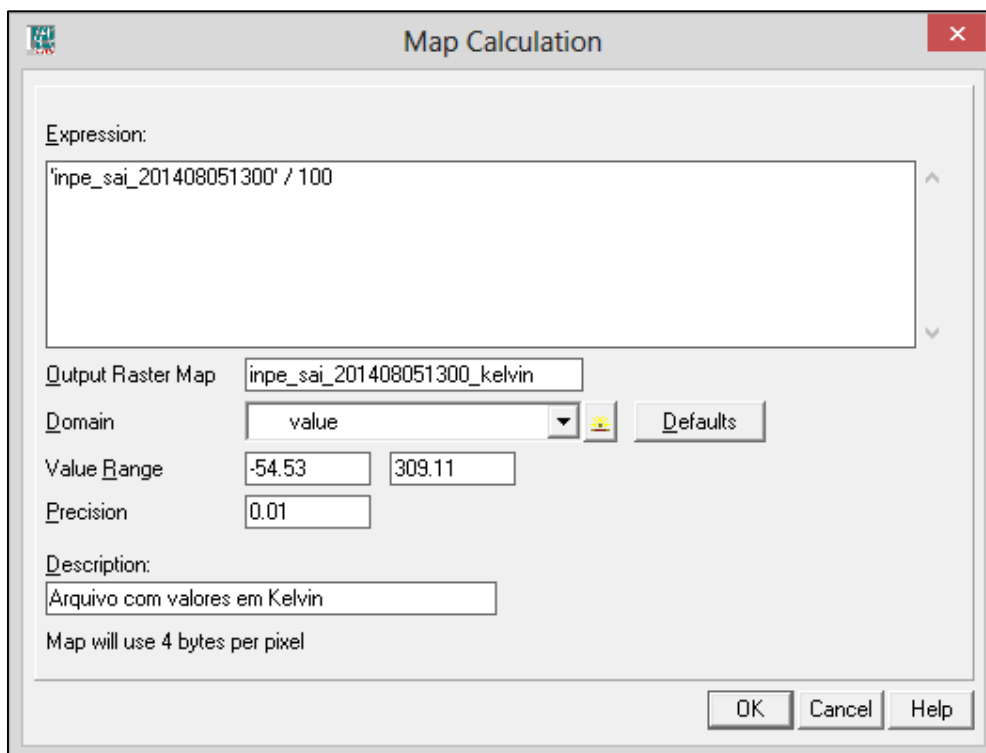 Map Calculation
Expression:
'inpe_sai_201408051300' / 100
Output Raster Map inpe_sai_201408051300_kelvin
Domain value Defaults
Value Range -54.53 309.11
Precision 0.01
Description:
Arquivo com valores em Kelvin
Map will use 4 bytes per pixel
OK Cancel Help